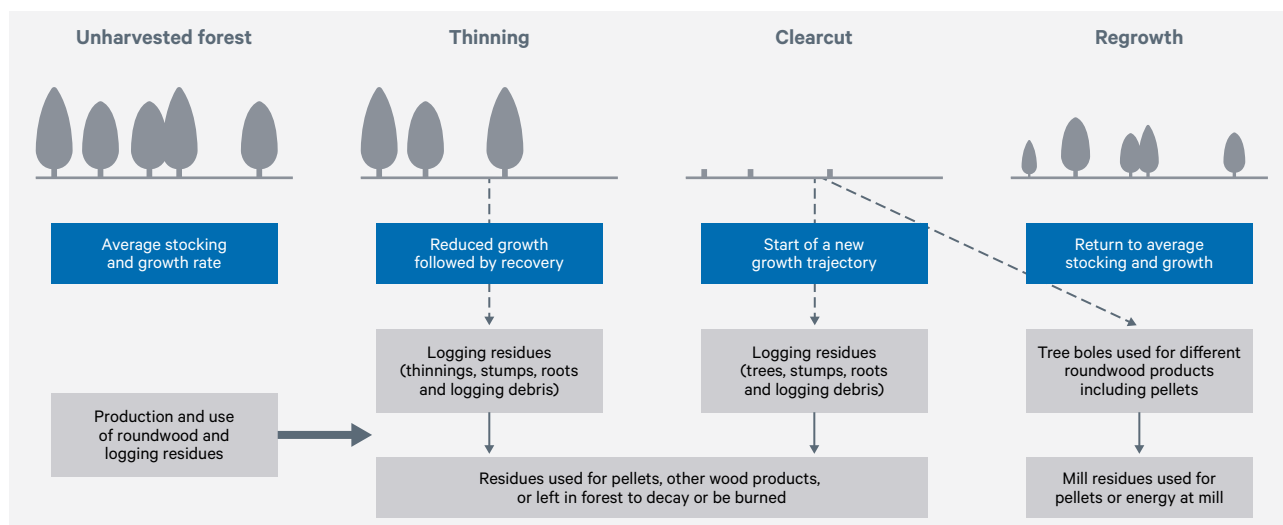 Unharvested forest
Thinning
Clearcut
Regrowth
Average stocking
and growth rate
Reduced growth
followed by recovery
Start of a new
growth trajectory
Return to average
stocking and growth
Logging residues
(thinnings, stumps, roots
and logging debris)
Logging residues
(trees, stumps, roots
and logging debris)
Tree boles used for different
roundwood products
including pellets
Production and use
of roundwood and
logging residues
Residues used for pellets, other wood products,
or left in forest to decay or be burned
Mill residues used for
pellets or energy at mill